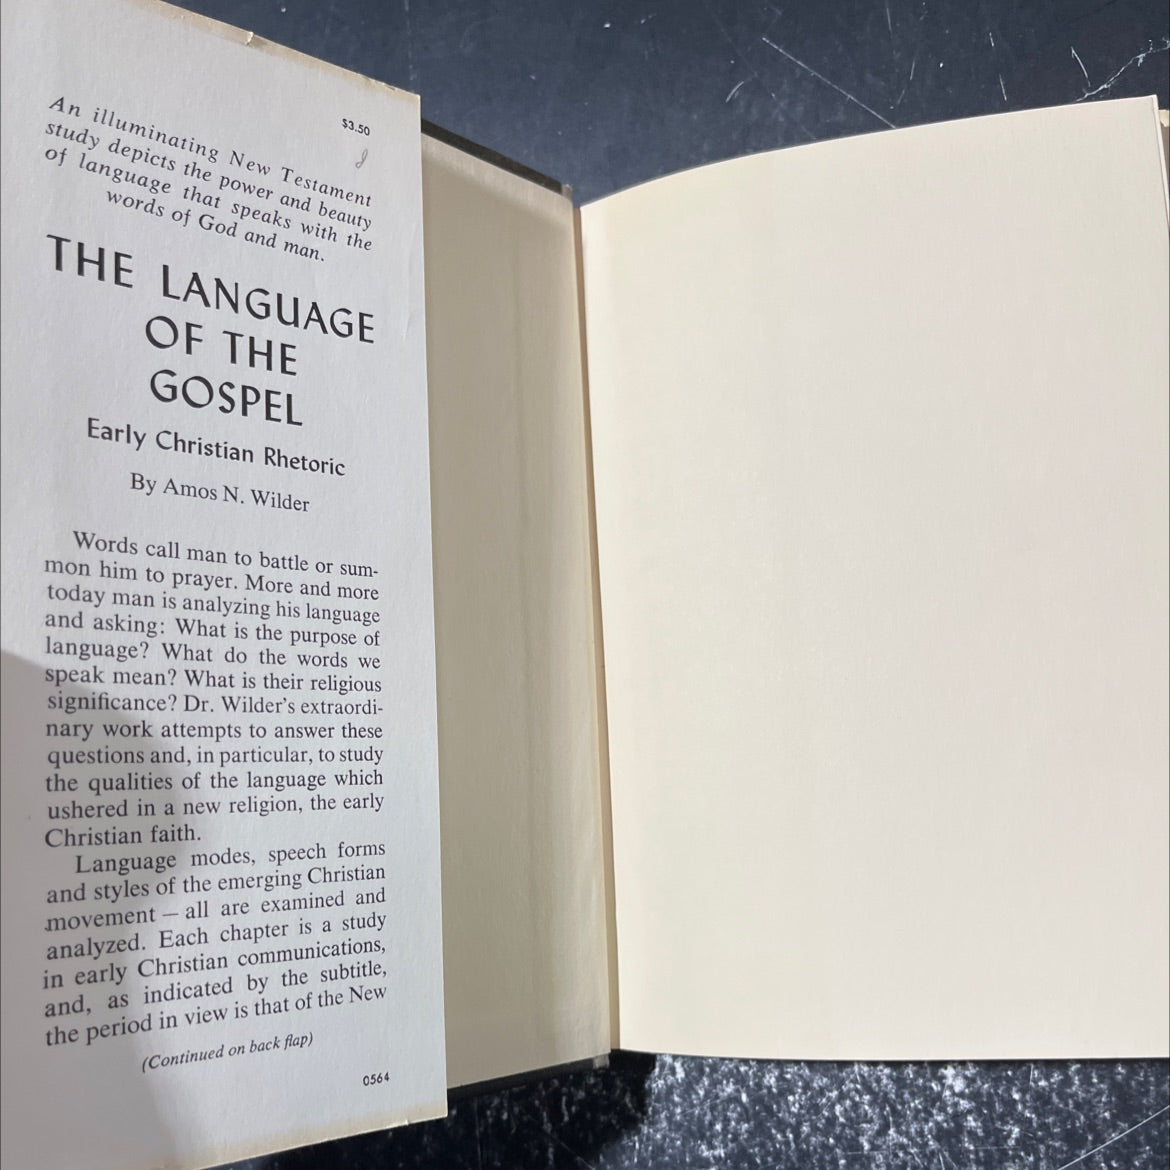 $3.50
An illuminating New Testament
study depicts the power and beauty
of language that speaks with the
words of God and man.
THE LANGUAGE
OF THE
GOSPEL
Early Christian Rhetoric
By Amos N. Wilder
Words call man to battle or sum-
mon him to prayer. More and more
today man is analyzing his language
and asking: What is the purpose of
language? What do the words we
speak mean? What is their religious
significance? Dr. Wilder's extraordi-
nary work attempts to answer these
questions and, in particular, to study
the qualities of the language which
ushered in a new religion, the early
Christian faith.
Language modes, speech forms
and styles of the emerging Christian
movement — all are examined and
analyzed. Each chapter is a study
in early Christian communications,
and, as indicated by the subtitle,
the period in view is that of the New
(Continued on back flap)
0564